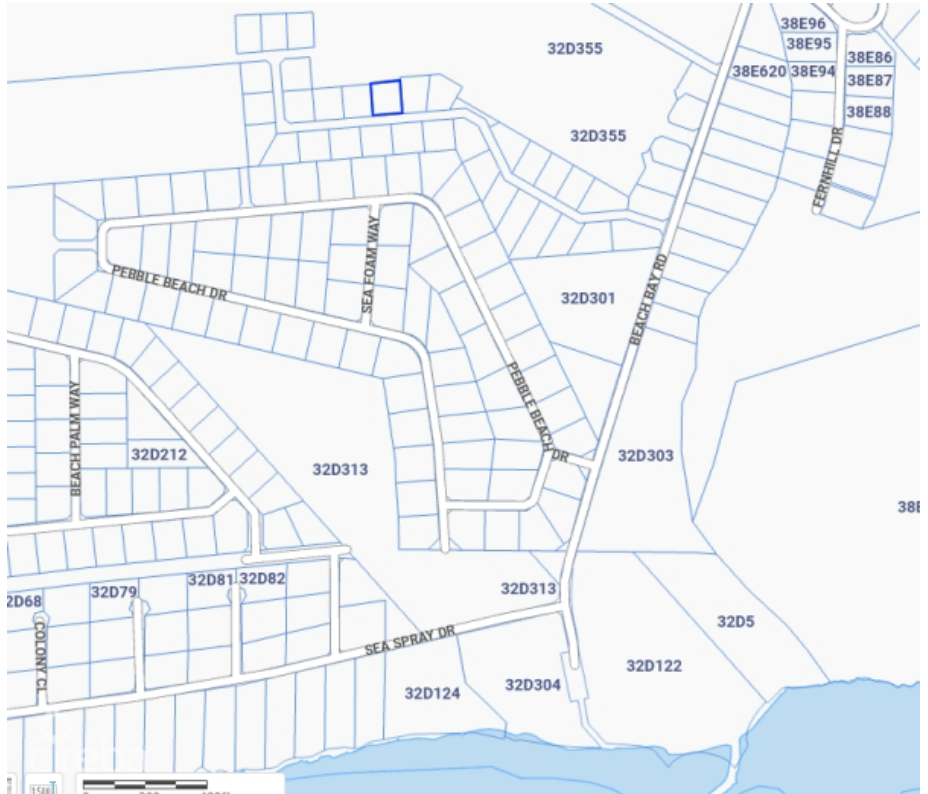 38E96
38E95
32D355
38E86
38E620
38E94
38E87
38E88
32D355
FERNHILL DR
SEA FOAM WAY
PEBBLE BEACH DR
32D301
BEACH BAY RD
PEBBLE BEACH DR
BEACH PALM WAY
32D212
32D313
32D303
32D81
32D82
32D79
32D313
2D68
COLONY CL
SEA SPRAY DR
32D5
32D122
32D124
32D304